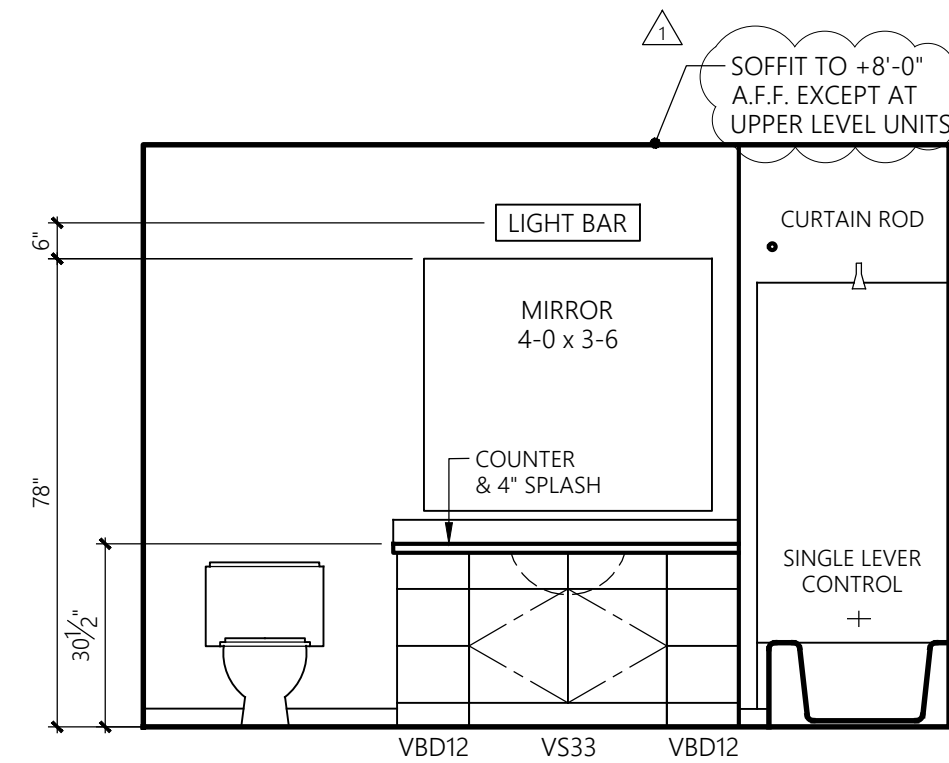 1
SOFFIT TO +8'-0"
A.F.F. EXCEPT AT
UPPER LEVEL UNITS
LIGHT BAR
CURTAIN ROD
6"
MIRROR
4-0 x 3-6
COUNTER
& 4" SPLASH
78"
SINGLE LEVER
CONTROL
30½"
VBD12
VS33
VBD12